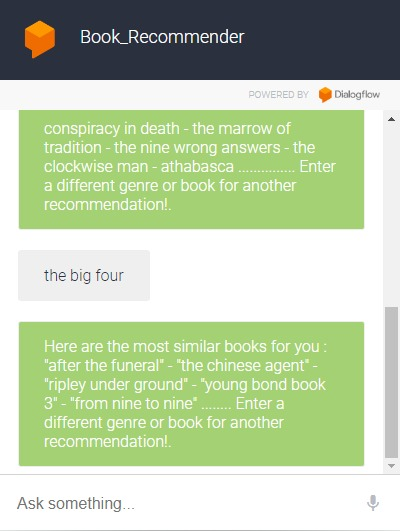 Book_Recommender
POWERED BY Dialogflow
conspiracy in death - the marrow of
tradition - the nine wrong answers - the
clockwise man - athabasca ............... Enter
a different genre or book for another
recommendation!.
the big four
Here are the most similar books for you :
"after the funeral" - "the chinese agent" -
"ripley under ground" - "young bond book
3" - "from nine to nine" ........ Enter a
different genre or book for another
recommendation!.
Ask something...